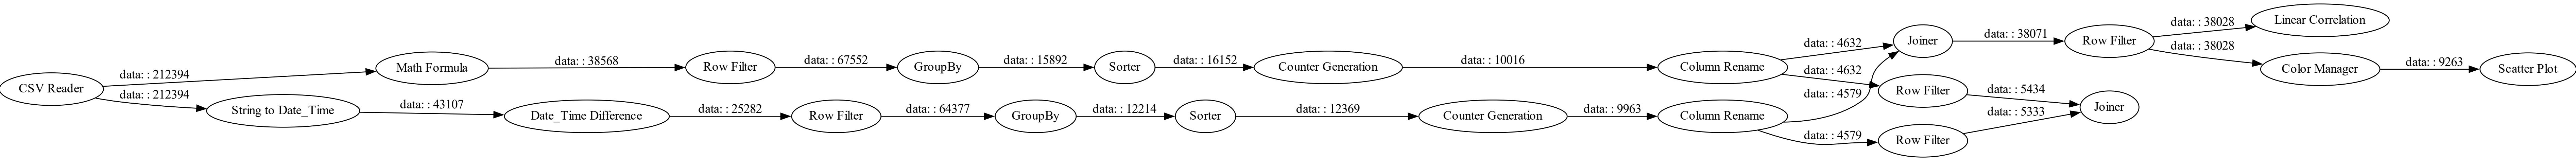 CSV Reader
data: : 212394
data: : 212394
Math Formula
String to Date_Time
data: : 38568
data: : 43107
Row Filter
Date_Time Difference
data: : 67552
data: : 25282
GroupBy
Row Filter
data: : 15892
data: : 64377
Sorter
GroupBy
data: : 16152
data: : 12214
Counter Generation
Sorter
data: : 10016
data: : 12369
Column Rename
Counter Generation
data: : 9963
Column Rename
data: : 4632
data: : 4632
data: : 4579
data: : 4579
Joiner
Row Filter
Row Filter
data: : 38071
data: : 5434
data: : 5333
Row Filter
Joiner
data: : 38028
data: : 38028
Linear Correlation
Color Manager
data: : 9263
Scatter Plot